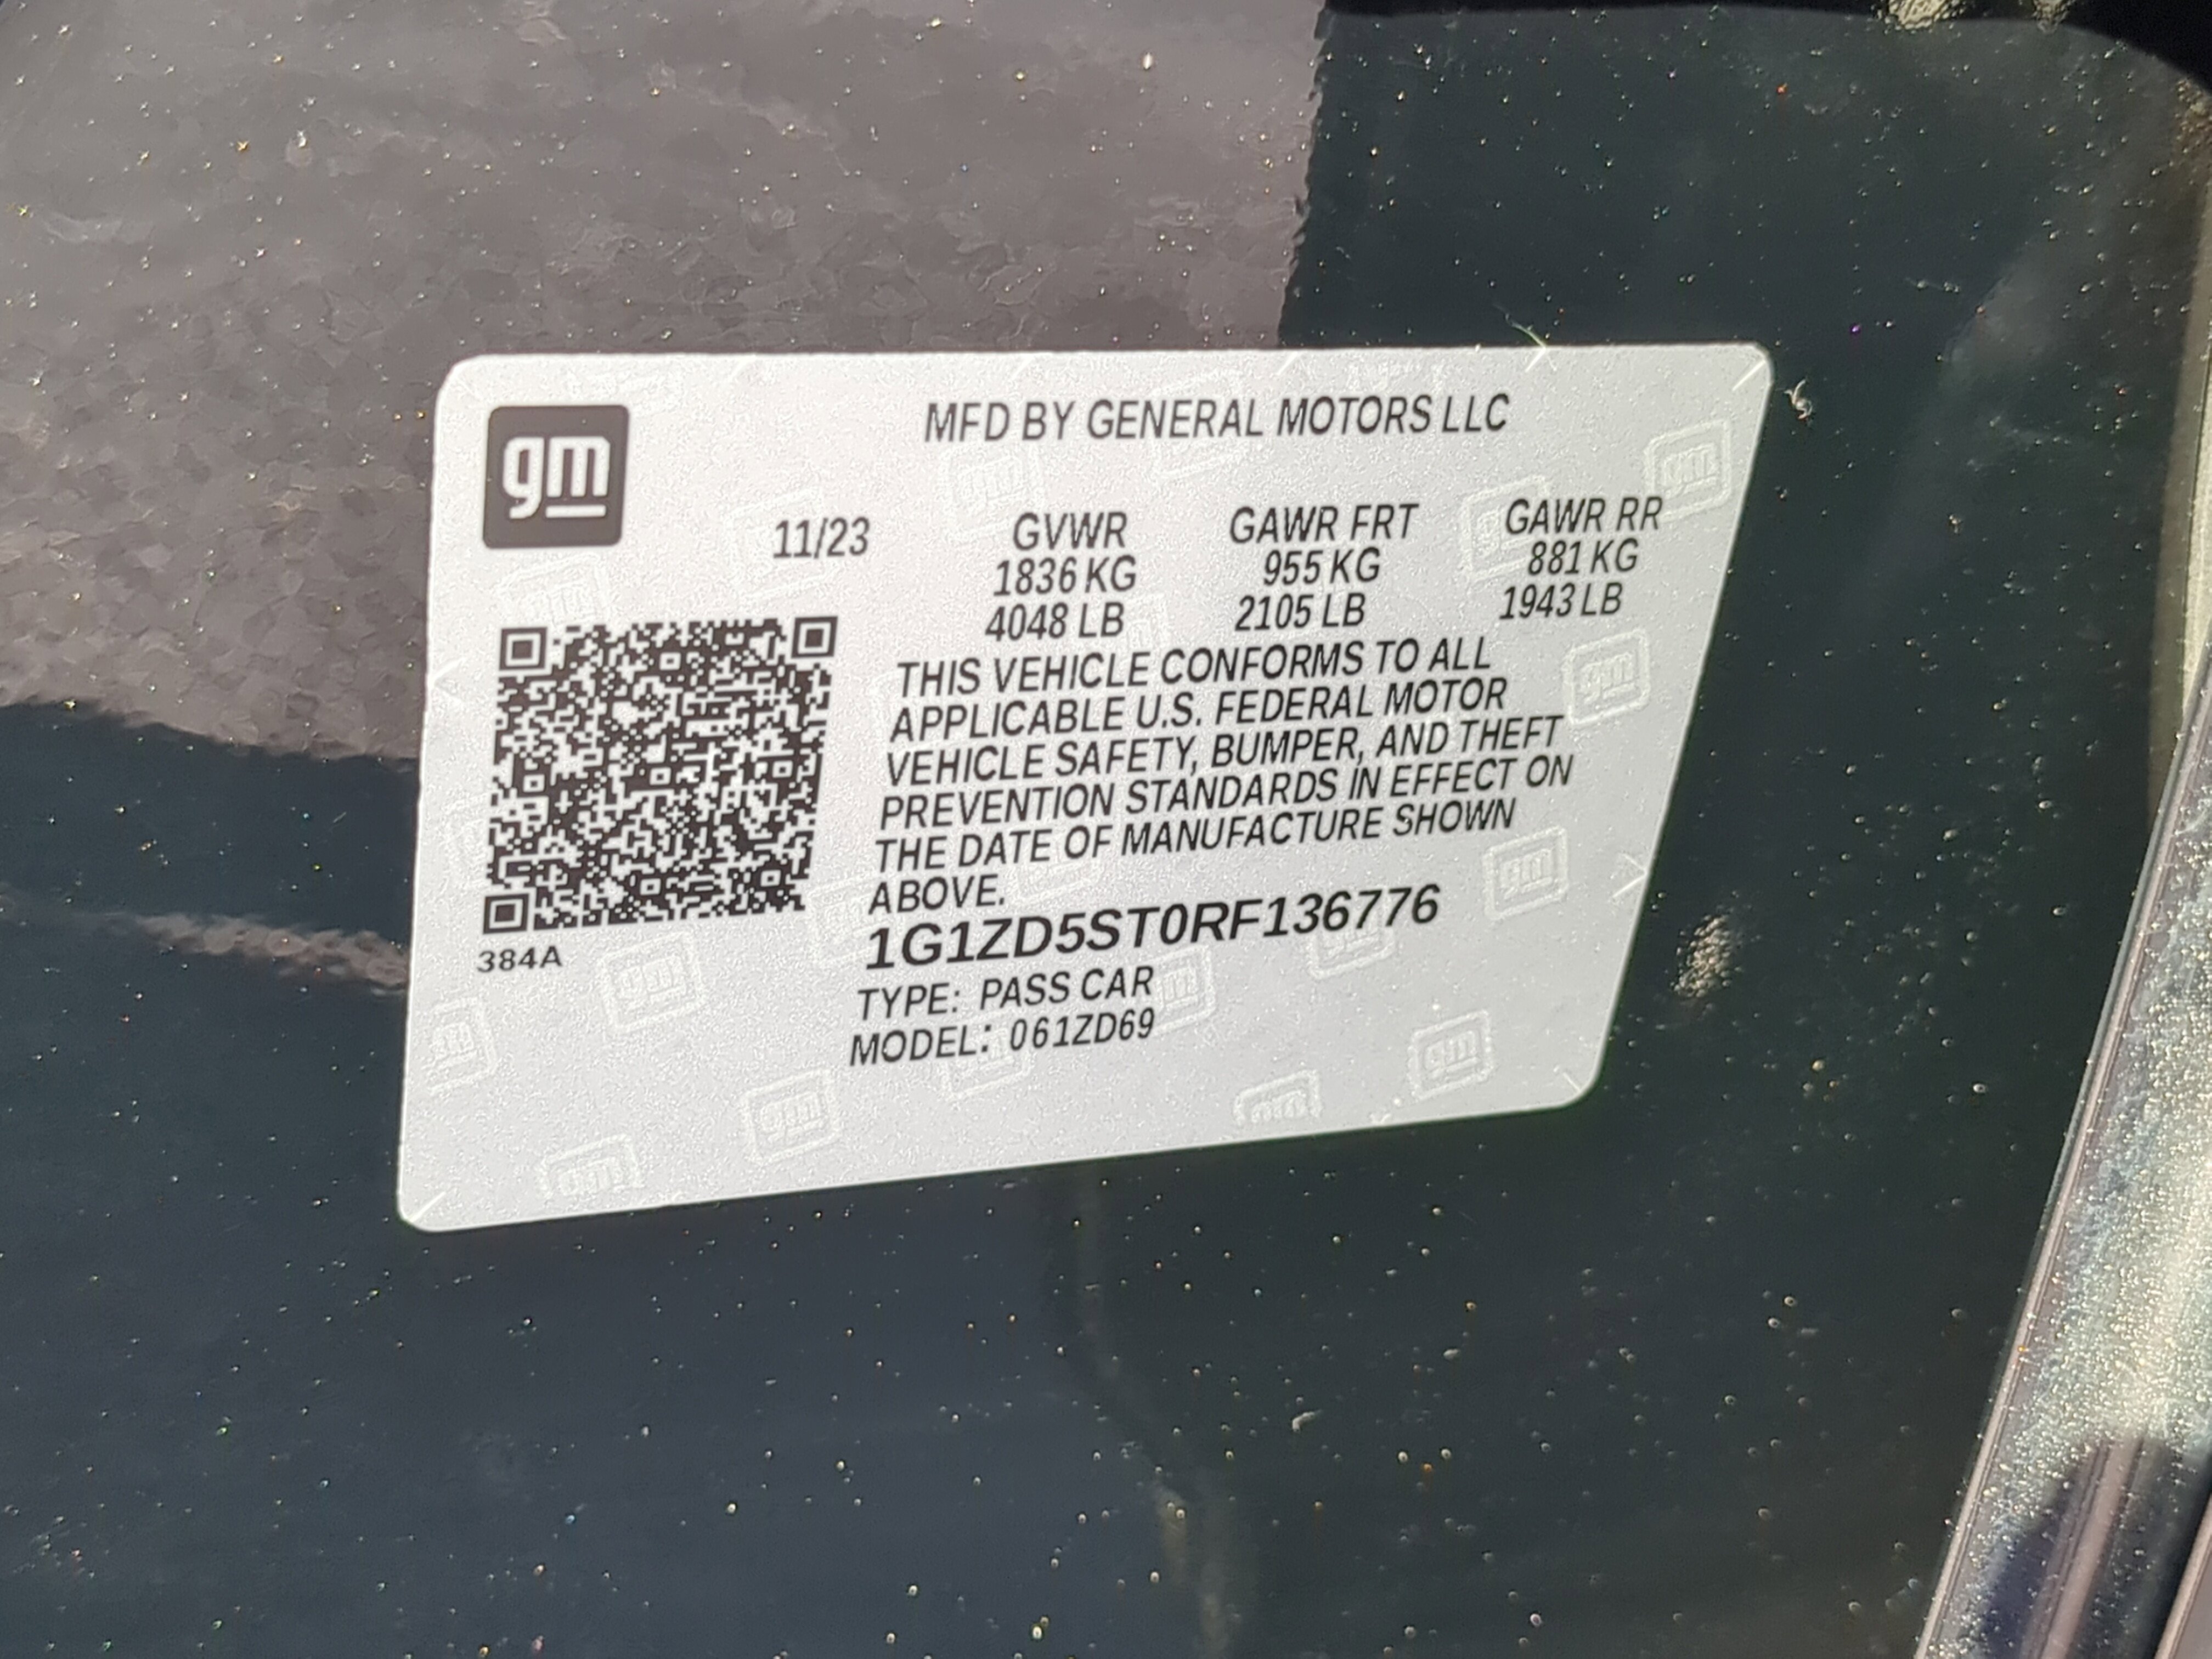 gm
MFD BY GENERAL MOTORS LLC
11/23 GVWR GAWR FRT GAWR RR
1836 KG 955 KG 881 KG
4048 LB 2105 LB 1943 LB
THIS VEHICLE CONFORMS TO ALL
APPLICABLE U.S. FEDERAL MOTOR
VEHICLE SAFETY, BUMPER, AND THEFT
PREVENTION STANDARDS IN EFFECT ON
THE DATE OF MANUFACTURE SHOWN
ABOVE.
1G1ZD5ST0RF136776
384A
TYPE: PASS CAR
MODEL: 061ZD69